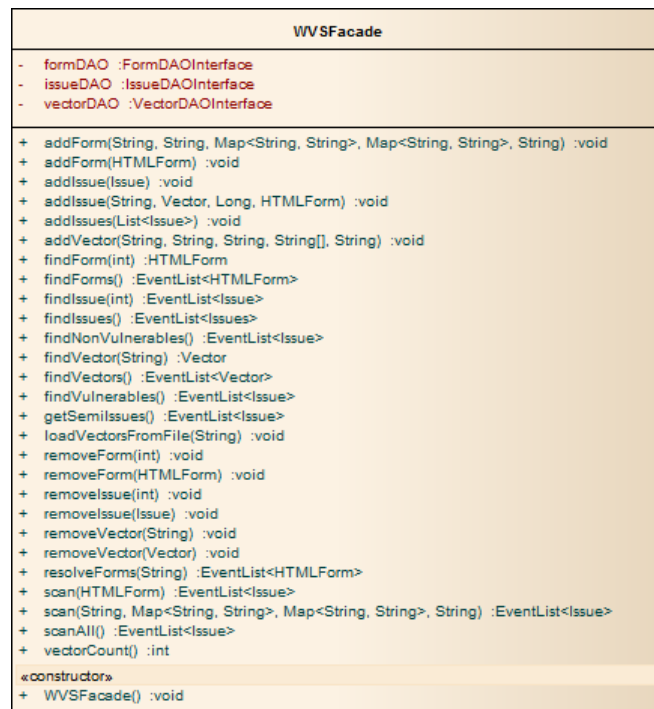 WVSFacade
- formDAO :FormDAOInterface
- issueDAO :IssueDAOInterface
- vectorDAO :VectorDAOInterface
+ addForm(String, String, Map<String, String>, Map<String, String>, String) :void
+ addForm(HTMLForm) :void
+ addIssue(Issue) :void
+ addIssue(String, Vector, Long, HTMLForm) :void
+ addIssues(List<Issue>) :void
+ addVector(String, String, String, String[], String) :void
+ findForm(int) :HTMLForm
+ findForms() :EventList<HTMLForm>
+ findIssue(int) :EventList<Issue>
+ findIssues() :EventList<Issues>
+ findNonVulnerables() :EventList<Issue>
+ findVector(String) :Vector
+ findVectors() :EventList<Vector>
+ findVulnerables() :EventList<Issue>
+ getSemiIssues() :EventList<Issue>
+ loadVectorsFromFile(String) :void
+ removeForm(int) :void
+ removeForm(HTMLForm) :void
+ removeIssue(int) :void
+ removeIssue(Issue) :void
+ removeVector(String) :void
+ removeVector(Vector) :void
+ resolveForms(String) :EventList<HTMLForm>
+ scan(HTMLForm) :EventList<Issue>
+ scan(String, Map<String, String>, Map<String, String>, String) :EventList<Issue>
+ scanAll() :EventList<Issue>
+ vectorCount() :int
«constructor»
+ WVSFacade() :void